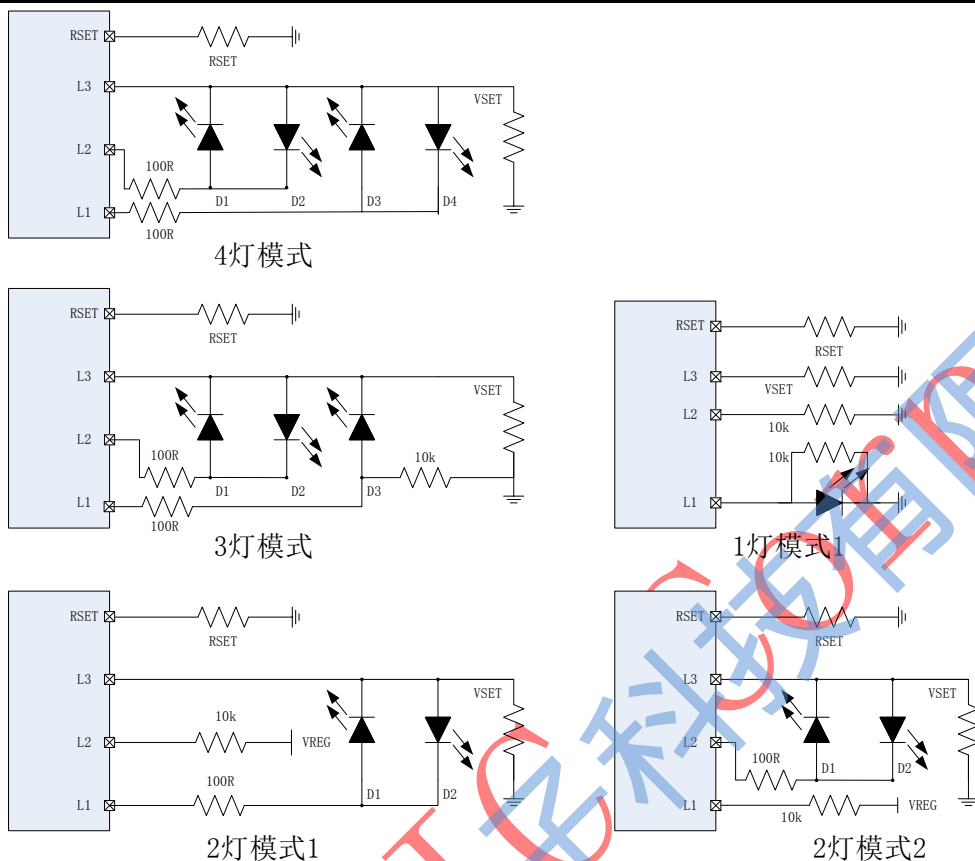 RSET
RSET
L3
VSET
L2
100R
D1
D2
D3
D4
L1
100R
4灯模式
RSET
RSET
L3
VSET
L2
100R
10k
D1
D2
D3
L1
100R
3灯模式
RSET
RSET
L3
VSET
L2
10k
10k
L1
1灯模式1
RSET
RSET
L3
VSET
10k
L2
VREG
100R
D1
D2
L1
2灯模式1
RSET
RSET
L3
VSET
L2
100R
D1
D2
L1
VREG
10k
2灯模式2
科技有限